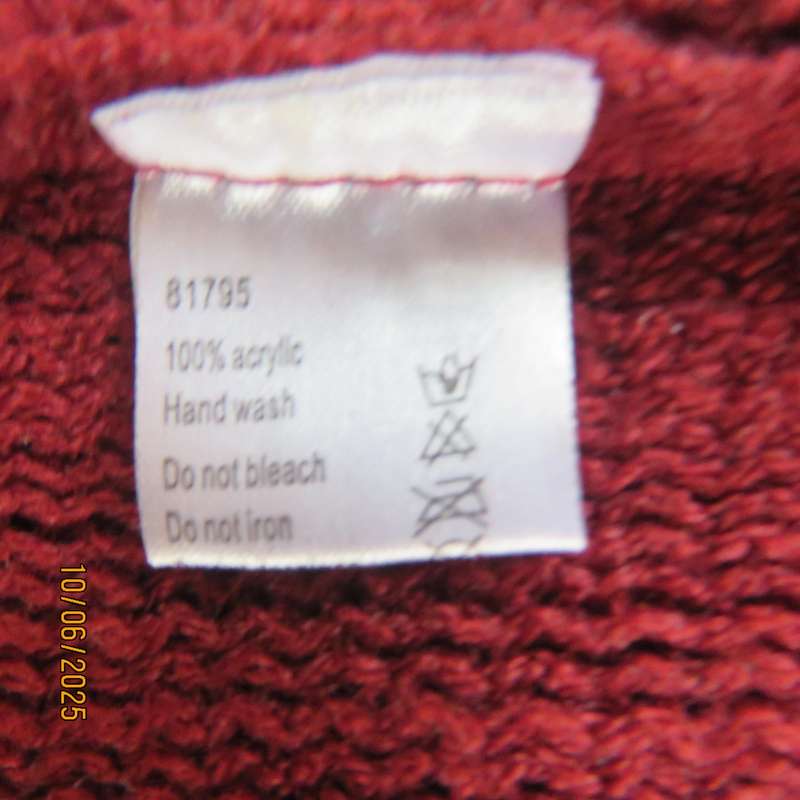 81795
100% acrylic
Hand wash
Do not bleach
Do not iron
10/06/2025